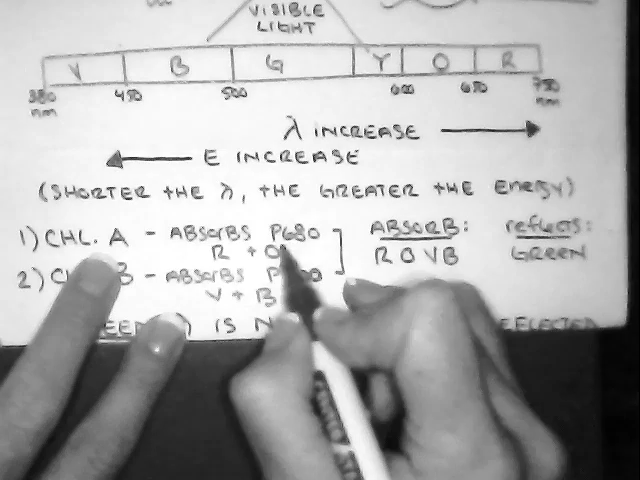 VISIBLE
LIGHT
V B G Y O R
380 450 500 600 650 750
nm nm
λ INCREASE
E INCREASE
(SHORTER THE λ, THE GREATER THE ENERGY)
1) CHL. A - ABSORBS P680 ABSORB: reflects:
R + O R O V B GREEN
2) B - ABSORBS
V + B
IS